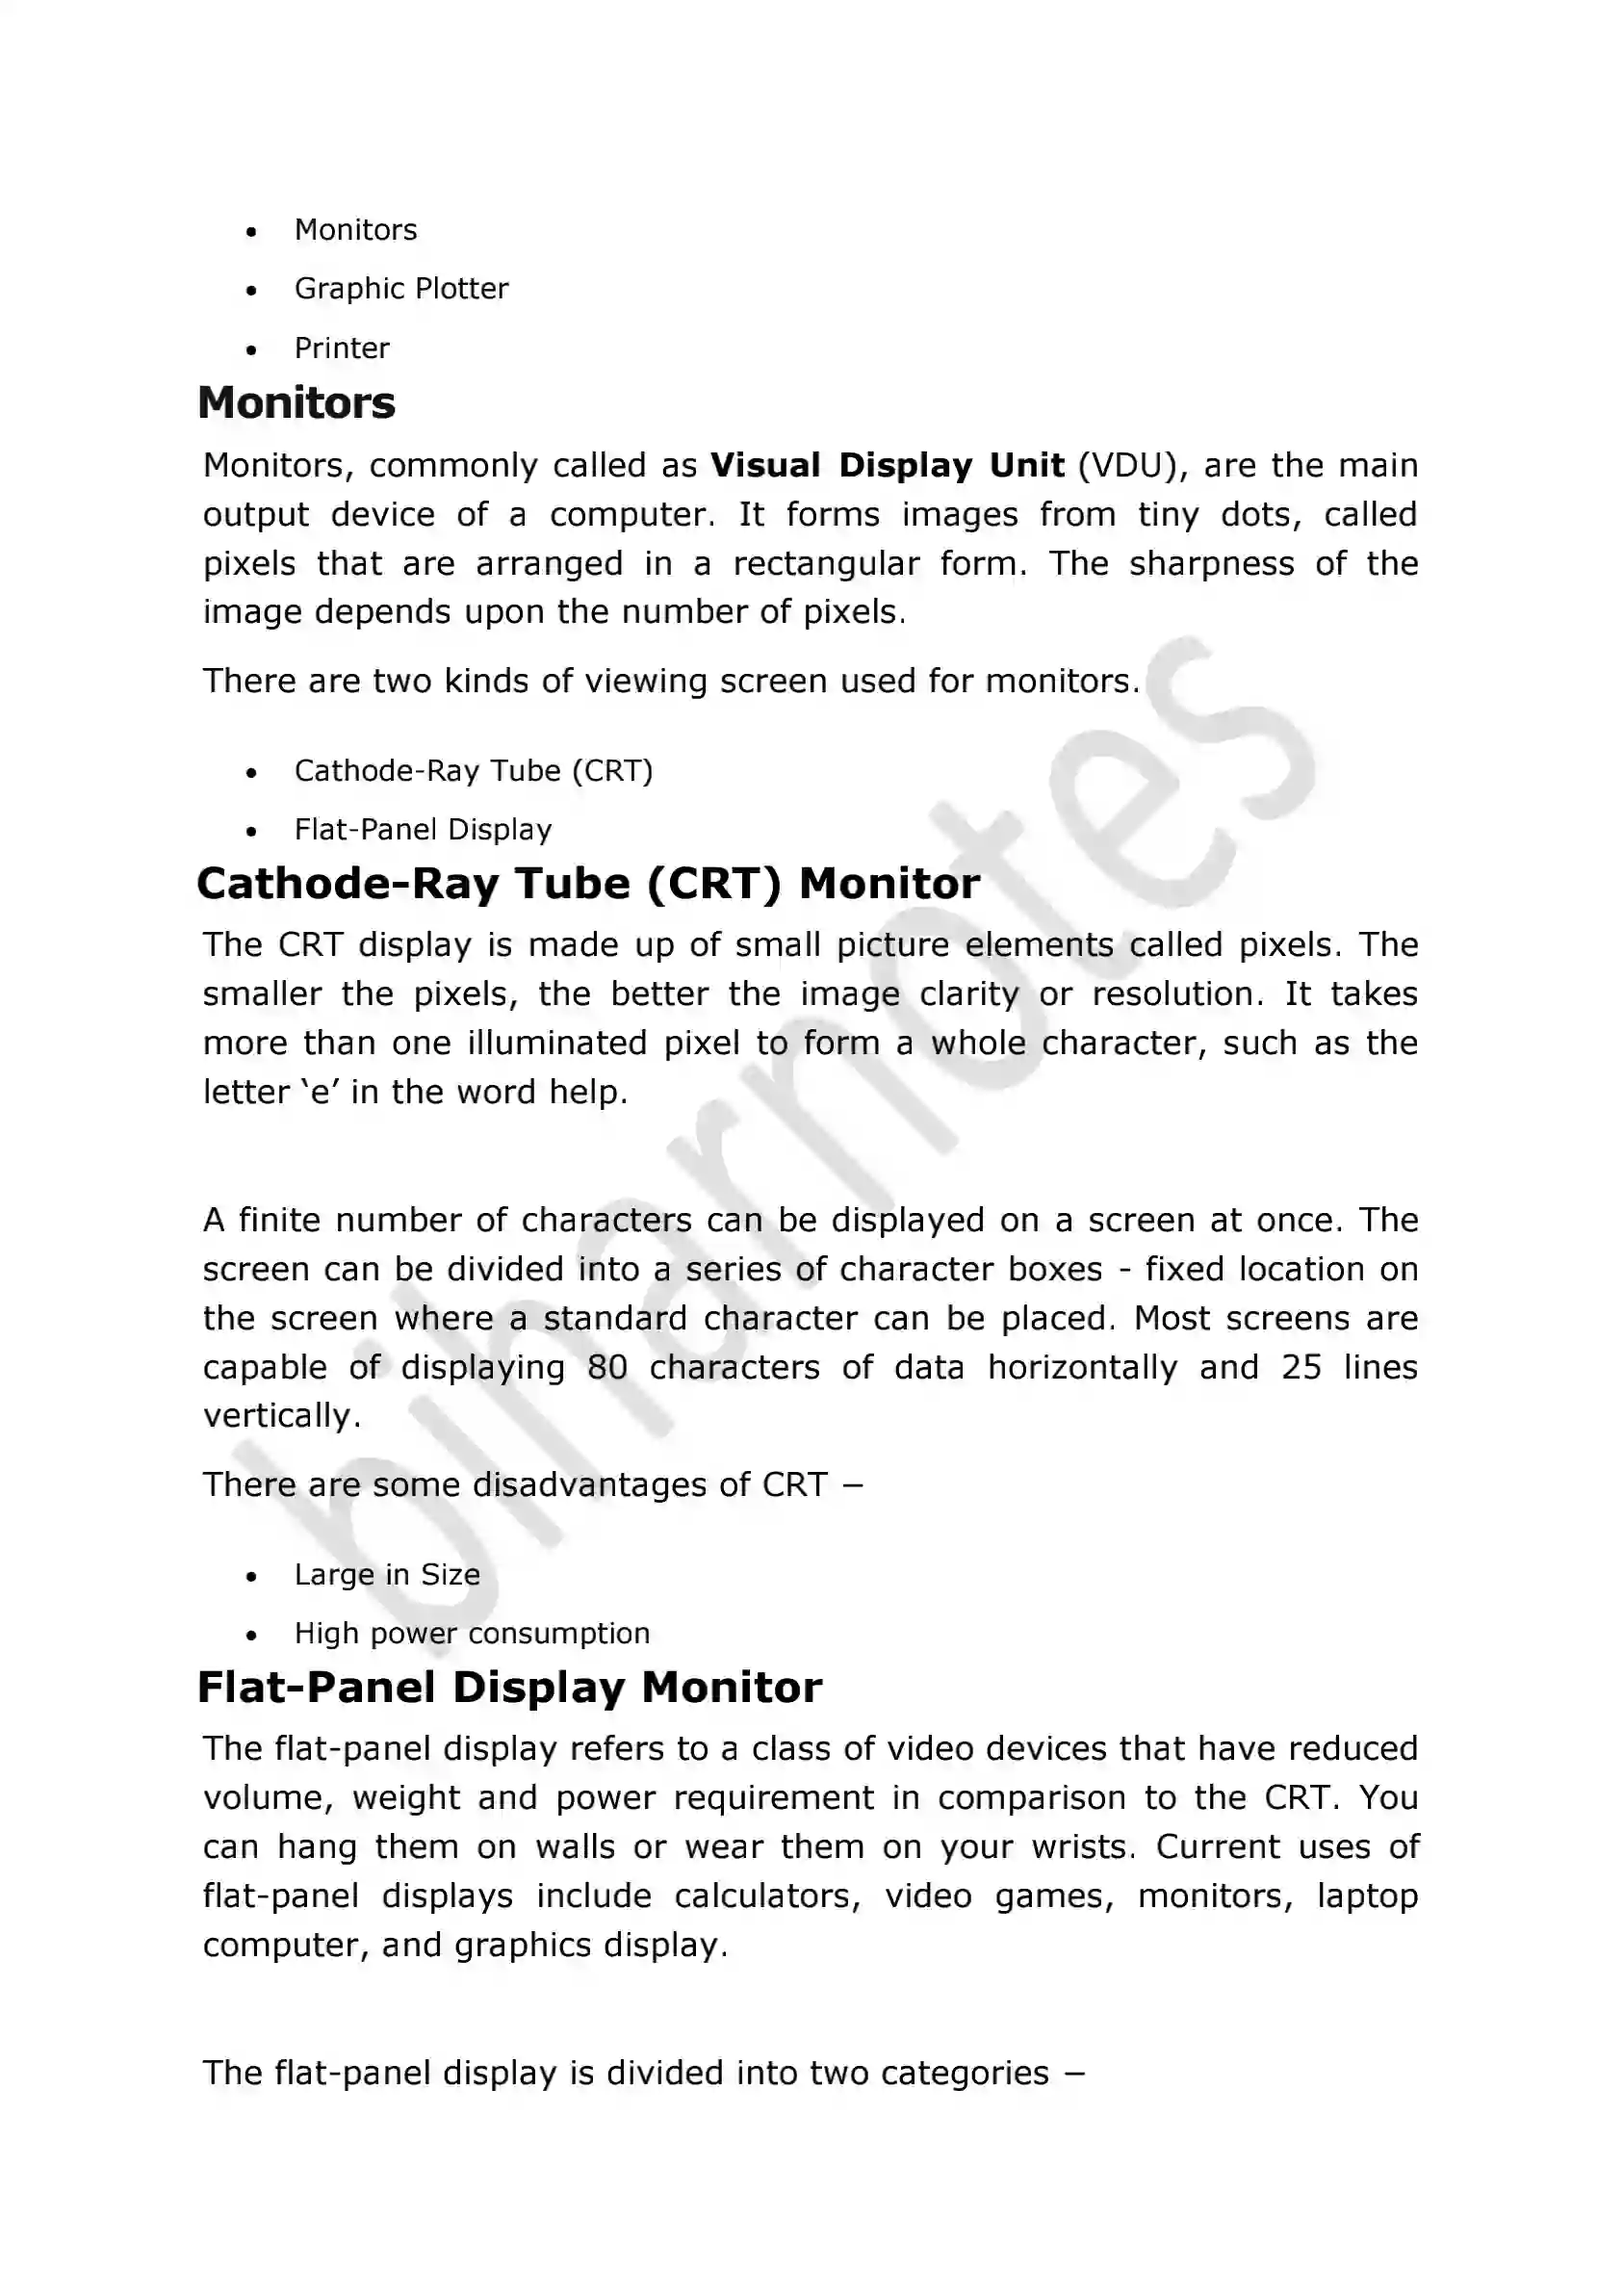 • Monitors
• Graphic Plotter
• Printer
Monitors
Monitors, commonly called as Visual Display Unit (VDU), are the main
output device of a computer. It forms images from tiny dots, called
pixels that are arranged in a rectangular form. The sharpness of the
image depends upon the number of pixels.
There are two kinds of viewing screen used for monitors.
• Cathode-Ray Tube (CRT)
• Flat-Panel Display
Cathode-Ray Tube (CRT) Monitor
The CRT display is made up of small picture elements called pixels. The
smaller the pixels, the better the image clarity or resolution. It takes
more than one illuminated pixel to form a whole character, such as the
letter ‘e’ in the word help.
A finite number of characters can be displayed on a screen at once. The
screen can be divided into a series of character boxes - fixed location on
the screen where a standard character can be placed. Most screens are
capable of displaying 80 characters of data horizontally and 25 lines
vertically.
There are some disadvantages of CRT −
• Large in Size
• High power consumption
Flat-Panel Display Monitor
The flat-panel display refers to a class of video devices that have reduced
volume, weight and power requirement in comparison to the CRT. You
can hang them on walls or wear them on your wrists. Current uses of
flat-panel displays include calculators, video games, monitors, laptop
computer, and graphics display.
The flat-panel display is divided into two categories −
biharnotes